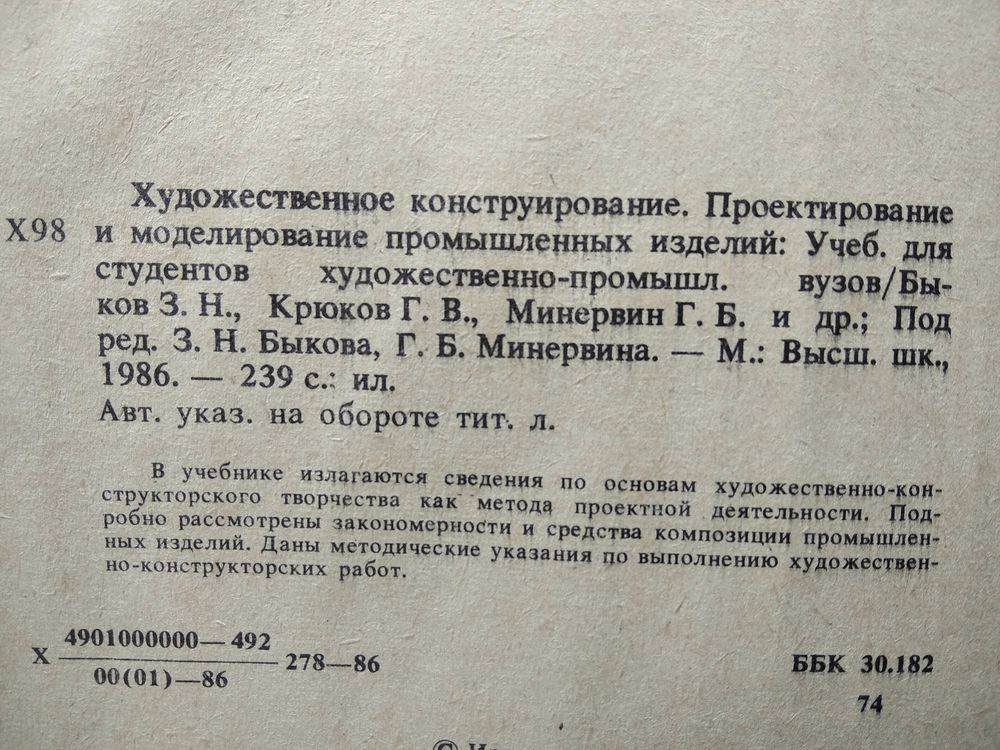 Художественное конструирование. Проектирование
Х98 и моделирование промышленных изделий: Учеб. для
студентов художественно-промышл. вузов/Бы-
ков З. Н., Крюков Г. В., Минервин Г. Б. и др.; Под
ред. З. Н. Быкова, Г. Б. Минервина. — М.: Высш. шк.,
1986. — 239 с.: ил.
Авт. указ. на обороте тит. л.
В учебнике излагаются сведения по основам художественно-кон-
структорского творчества как метода проектной деятельности. Под-
робно рассмотрены закономерности и средства композиции промышлен-
ных изделий. Даны методические указания по выполнению художествен-
но-конструкторских работ.
4901000000—492
Х 278—86
00(01)—86
ББК 30.182
74
©